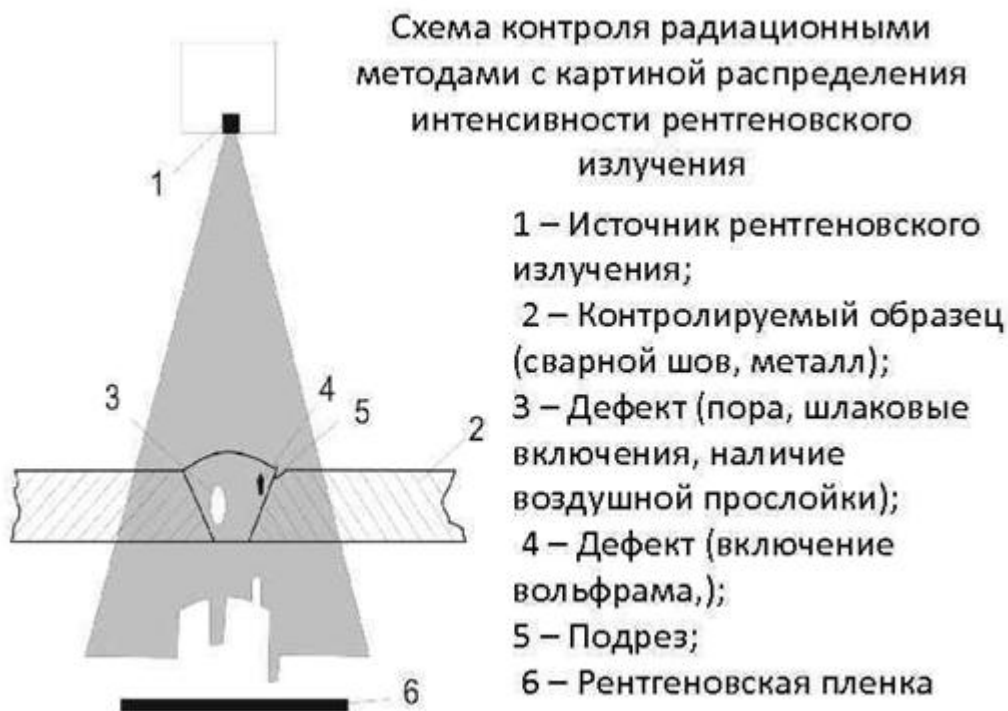 Схема контроля радиационными
методами с картиной распределения
интенсивности рентгеновского
излучения
1
1 – Источник рентгеновского
излучения;
2 – Контролируемый образец
(сварной шов, металл);
3
4
5
2
3 – Дефект (пора, шлаковые
включения, наличие
воздушной прослойки);
4 – Дефект (включение
вольфрама,);
5 – Подрез;
6
6 – Рентгеновская пленка